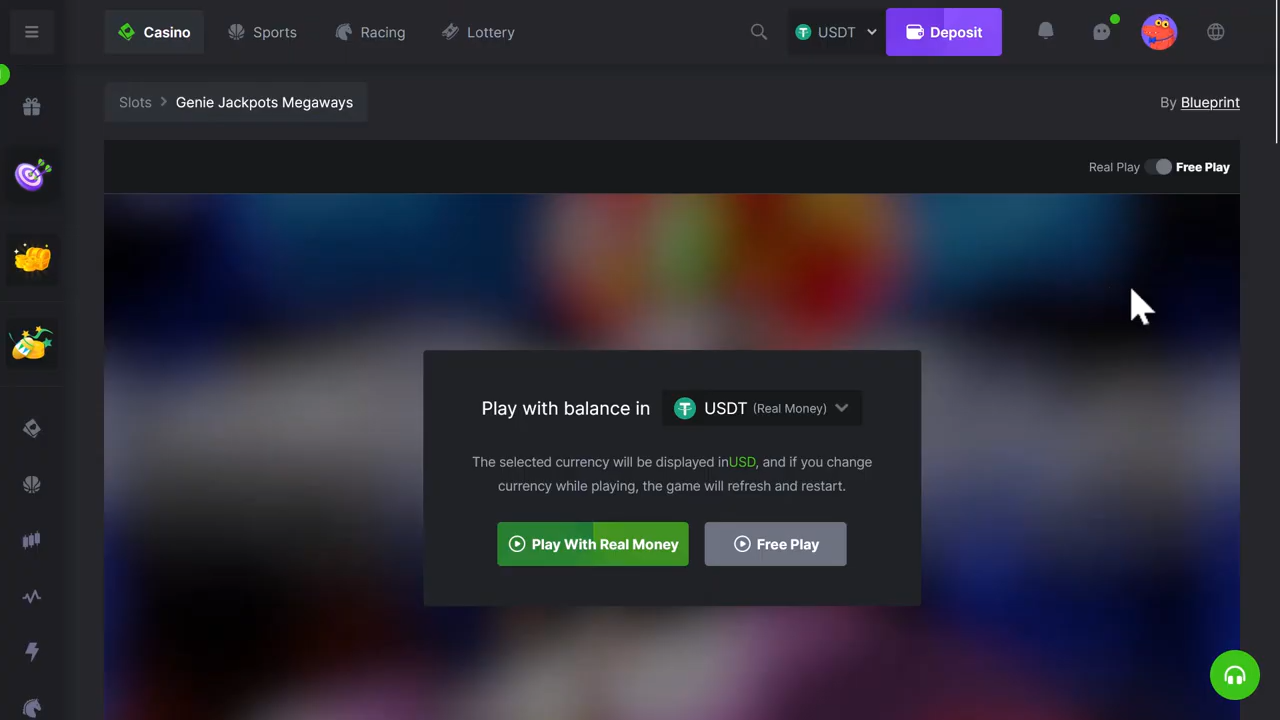 Casino
Sports
Racing
Lottery
USDT
Deposit
Slots
Genie Jackpots Megaways
By Blueprint
Real Play
Free Play
Play with balance in
USDT (Real Money)
The selected currency will be displayed inUSD, and if you change
currency while playing, the game will refresh and restart.
Play With Real Money
Free Play